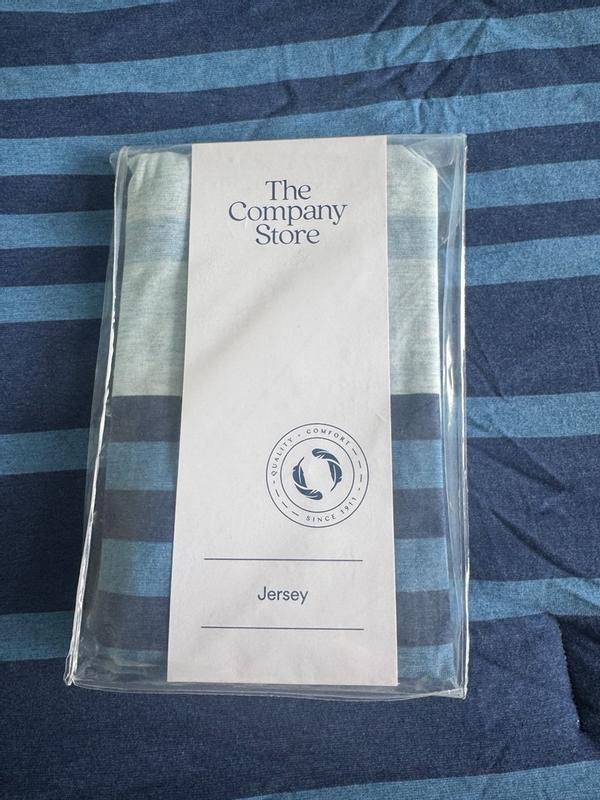 The
Company
Store
QUALITY • COMFORT
SINCE 1911
Jersey